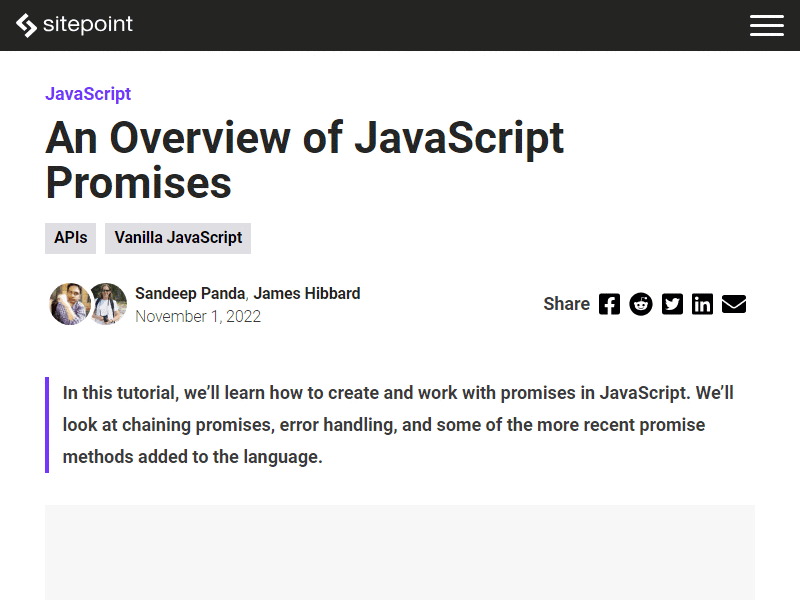 sitepoint
JavaScript
An Overview of JavaScript
Promises
APIs
Vanilla JavaScript
Sandeep Panda, James Hibbard
November 1, 2022
Share
In this tutorial, we’ll learn how to create and work with promises in JavaScript. We’ll
look at chaining promises, error handling, and some of the more recent promise
methods added to the language.